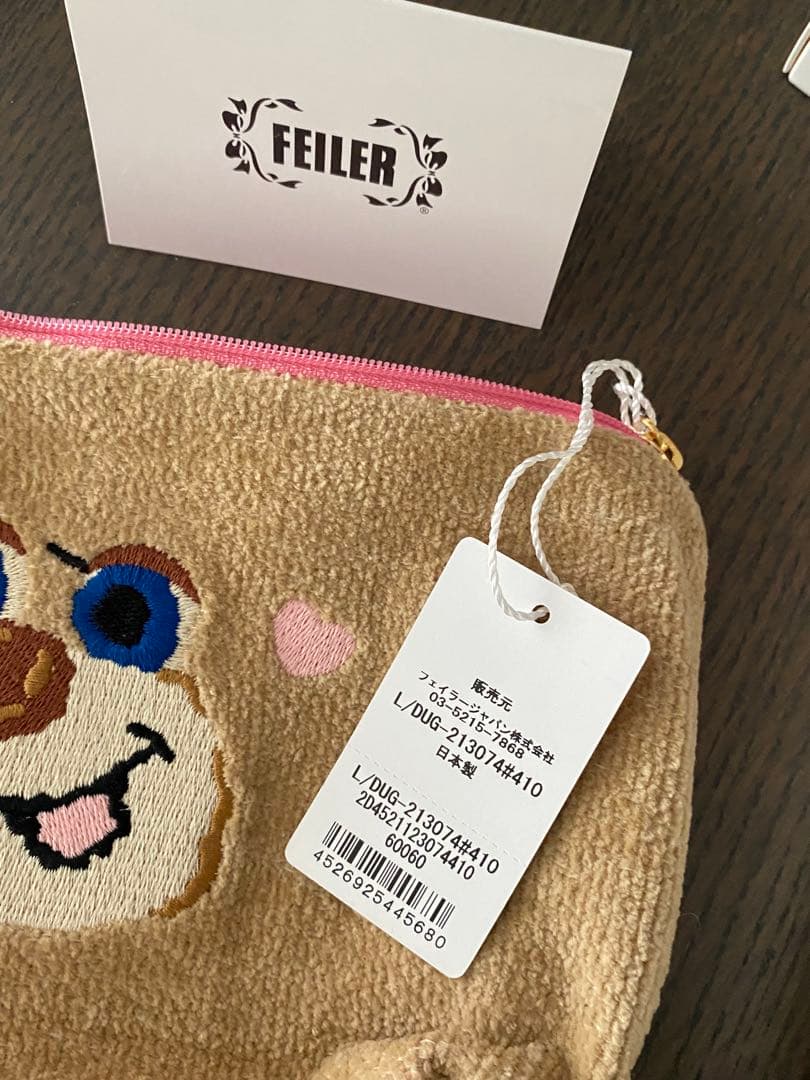 FEILER
®
販売元
フェイラージャパン株式会社
03-5215-7868
L/DUG-213074#410
日本製
L/DUG-213074#410
2D4521123074410
60060
4526925445680